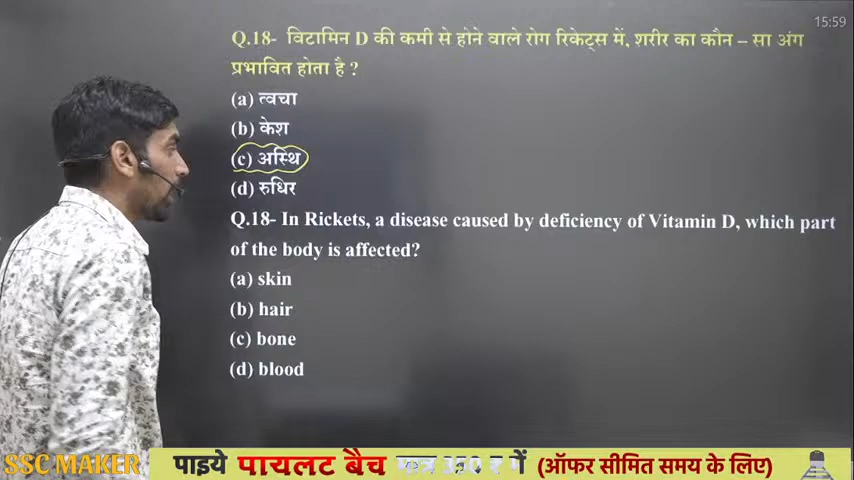 15:59
Q.18- विटामिन D की कमी से होने वाले रोग रिकेट्स में, शरीर का कौन – सा अंग
प्रभावित होता है ?
(a) त्वचा
(b) केश
(c) अस्थि
(d) रुधिर
Q.18- In Rickets, a disease caused by deficiency of Vitamin D, which part
of the body is affected?
(a) skin
(b) hair
(c) bone
(d) blood
SSC MAKER पाइये पायलट बैच मात्र में (ऑफर सीमित समय के लिए)